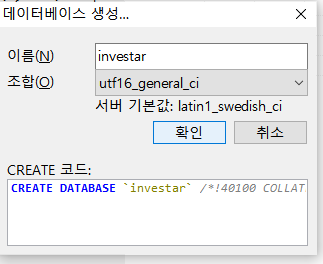 데이터베이스 생성...
이름(N)
investar
조합(O)
utf16_general_ci
서버 기본값: latin1_swedish_ci
확인
취소
CREATE 코드:
CREATE DATABASE `investar` /*!40100 COLLAT